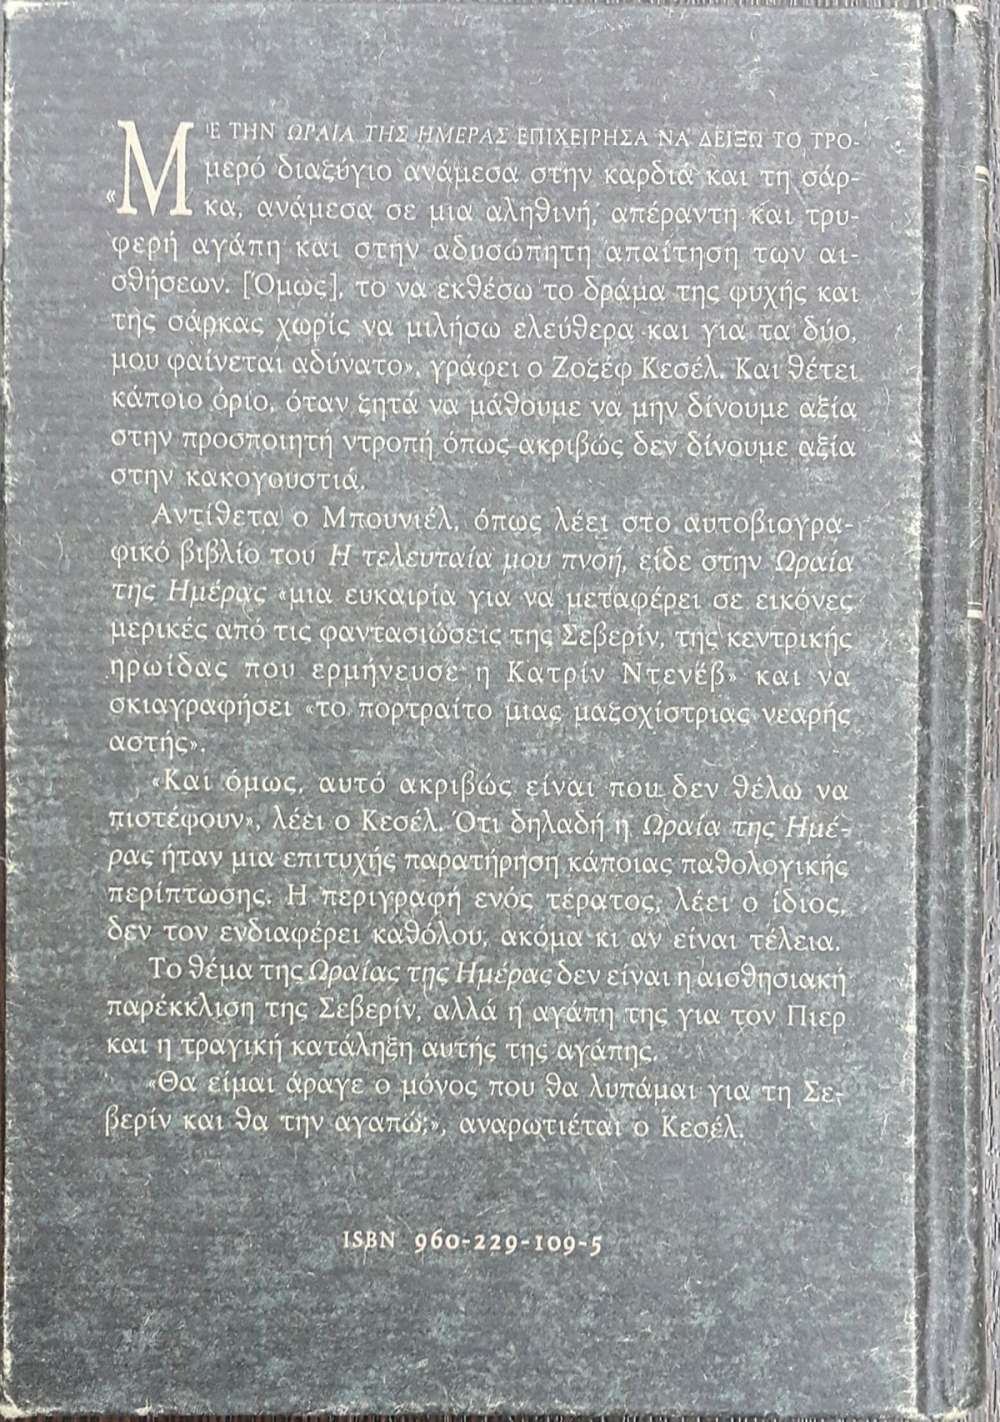 «ΜΕ ΤΗΝ ΩΡΑΙΑ ΤΗΣ ΗΜΕΡΑΣ ΕΠΙΧΕΙΡΗΣΑ ΝΑ ΔΕΙΞΩ ΤΟ ΤΡΟ-
μερό διαζύγιο ανάμεσα στην καρδιά και τη σάρ-
κα, ανάμεσα σε μια αληθινή, απέραντη και τρυ-
φερή αγάπη και στην αδυσώπητη απαίτηση των αι-
σθήσεων. [Όμως], το να εκθέσω το δράμα της ψυχής και
της σάρκας χωρίς να μιλήσω ελεύθερα και για τα δύο,
μου φαίνεται αδύνατο», γράφει ο Ζοζέφ Κεσέλ. Και θέτει
κάποιο όριο, όταν ζητά να μάθουμε να μην δίνουμε αξία
στην προσποιητή ντροπή όπως ακριβώς δεν δίνουμε αξία
στην κακογουστιά.
Αντίθετα ο Μπουνιέλ, όπως λέει στο αυτοβιογρα-
φικό βιβλίο του Η τελευταία μου πνοή, είδε στην Ωραία
της Ημέρας «μια ευκαιρία για να μεταφέρει σε εικόνες
μερικές από τις φαντασιώσεις της Σεβερίν, της κεντρικής
ηρωίδας που ερμήνευσε η Κατρίν Ντενέβ» και να
σκιαγραφήσει «το πορτραίτο μιας μαζοχίστριας νεαρής
αστής».
«Και όμως, αυτό ακριβώς είναι που δεν θέλω να
πιστέψουν», λέει ο Κεσέλ. Ότι δηλαδή η Ωραία της Ημέ-
ρας ήταν μια επιτυχής παρατήρηση κάποιας παθολογικής
περίπτωσης. Η περιγραφή ενός τέρατος, λέει ο ίδιος,
δεν τον ενδιαφέρει καθόλου, ακόμα κι αν είναι τέλεια.
Το θέμα της Ωραίας της Ημέρας δεν είναι η αισθησιακή
παρέκκλιση της Σεβερίν, αλλά η αγάπη της για τον Πιερ
και η τραγική κατάληξη αυτής της αγάπης.
«Θα είμαι άραγε ο μόνος που θα λυπάμαι για τη Σε-
βερίν και θα την αγαπώ;», αναρωτιέται ο Κεσέλ.
ISBN 960-229-109-5